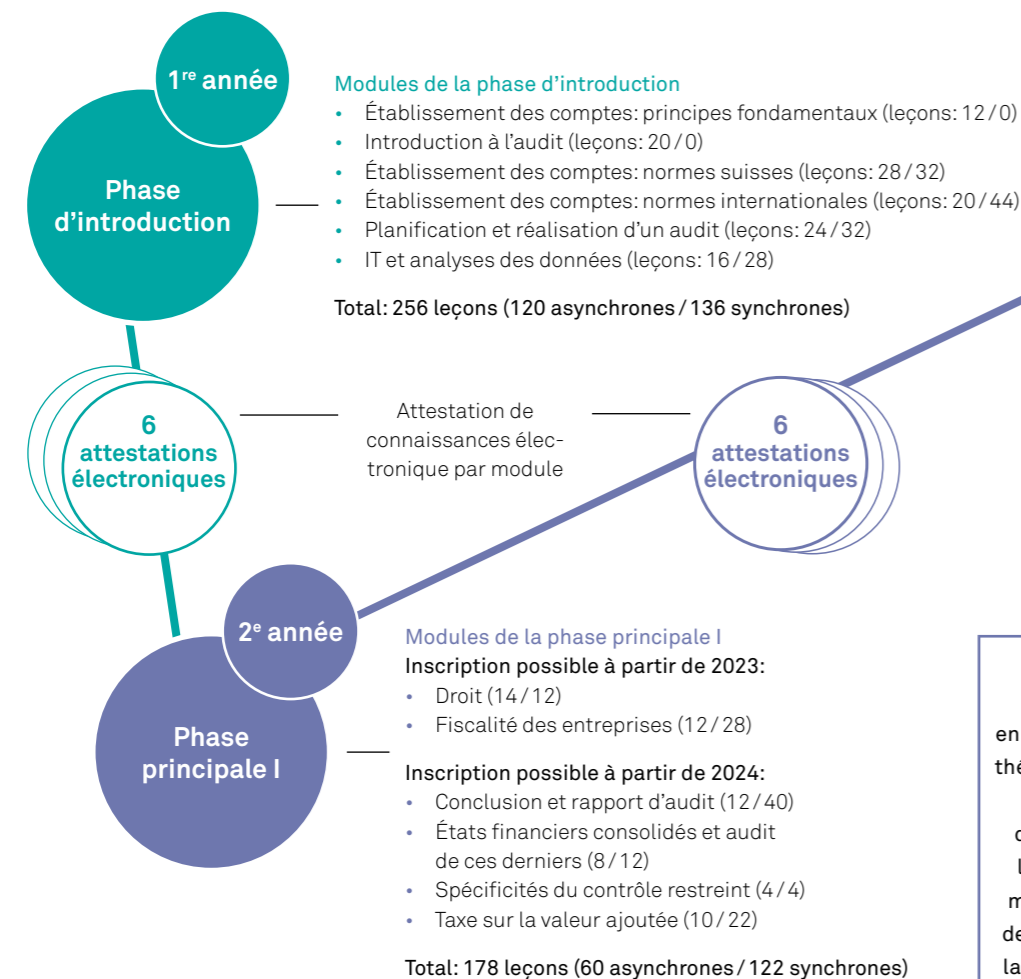 1re année
Phase
d’introduction
Modules de la phase d’introduction
• Établissement des comptes: principes fondamentaux (leçons: 12/0)
• Introduction à l’audit (leçons: 20/0)
• Établissement des comptes: normes suisses (leçons: 28/32)
• Établissement des comptes: normes internationales (leçons: 20/44)
• Planification et réalisation d’un audit (leçons: 24/32)
• IT et analyses des données (leçons: 16/28)
Total: 256 leçons (120 asynchrones/136 synchrones)
6
attestations
électroniques
Attestation de
connaissances élec-
tronique par module
6
attestations
électroniques
2e année
Phase
principale I
Modules de la phase principale I
Inscription possible à partir de 2023:
• Droit (14/12)
• Fiscalité des entreprises (12/28)
Inscription possible à partir de 2024:
• Conclusion et rapport d’audit (12/40)
• États financiers consolidés et audit
de ces derniers (8/12)
• Spécificités du contrôle restreint (4/4)
• Taxe sur la valeur ajoutée (10/22)
Total: 178 leçons (60 asynchrones/122 synchrones)
en
la